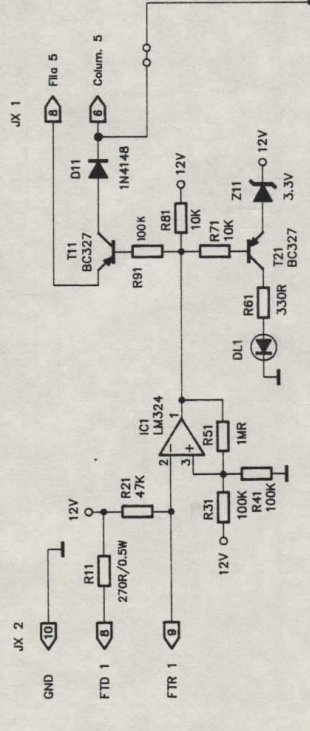 JX 1
8
Fila 5
6
Colum. 5
D11
1N4148
T11
BC327
R91
100K
12V
R81
10K
R71
10K
Z11
3.3V
12V
T21
BC327
R61
330R
DL1
IC1
LM324
2
3
1
R51
1MR
R31
100K
R41
100K
12V
12V
R21
47K
R11
270R/0.5W
JX 2
10
GND
8
FTD 1
9
FTR 1